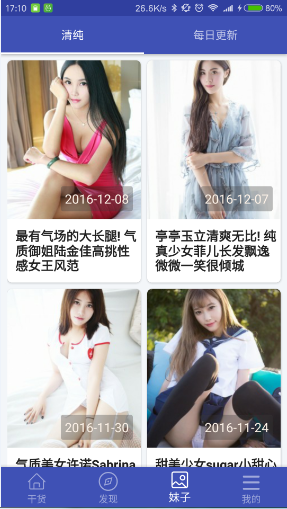 17:10
26.6K/s
80%
清纯
每日更新
2016-12-08
2016-12-07
最有气场的大长腿! 气
质御姐陆金佳高挑性
感女王风范
亭亭玉立清爽无比! 纯
真少女菲儿长发飘逸
微微一笑很倾城
2016-11-30
2016-11-24
气质美女许诺Sabrina
甜美少女sugar小甜心
干货
发现
妹子
我的